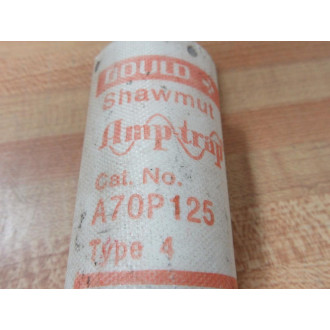 GOULD
Shawmut
Amp-trap
Cat. No.
A70P125
Type 4